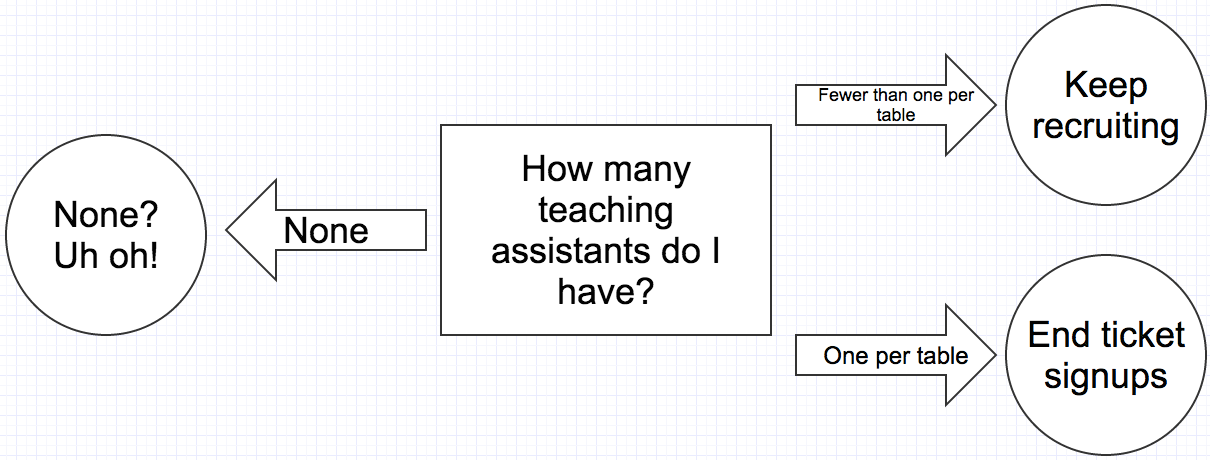 None?
Uh oh!
None
How many
teaching
assistants do I
have?
Fewer than one per
table
Keep
recruiting
One per table
End ticket
signups